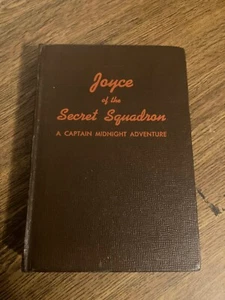 Joyce
of the
Secret Squadron
A CAPTAIN MIDNIGHT ADVENTURE